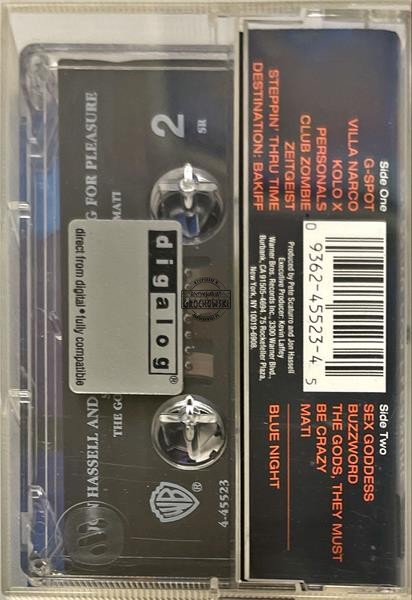 Side One
G-SPOT
VILLA NARCO
KOLO X
PERSONALS
CLUB ZOMBIE
ZEITGEIST
STEPPIN' THRU TIME
DESTINATION: BAKIFF
0 9362-45523-4 5
Produced by Pete Scaturro and Jon Hassell
Executive Producer: Kevin Laffey
Warner Bros. Records Inc., 3300 Warner Blvd.,
Burbank, CA 91505-4694. 75 Rockefeller Plaza,
New York, NY 10019-6908.
Side Two
SEX GODDESS
BUZZWORD
THE GODS, THEY MUST
BE CRAZY
MATI
BLUE NIGHT
2
SR
HASSELL AND
G FOR PLEASURE
MATI
THE GO
digalog®
direct from digital • fully compatible
GROCHOREMIX
WB
4-45523